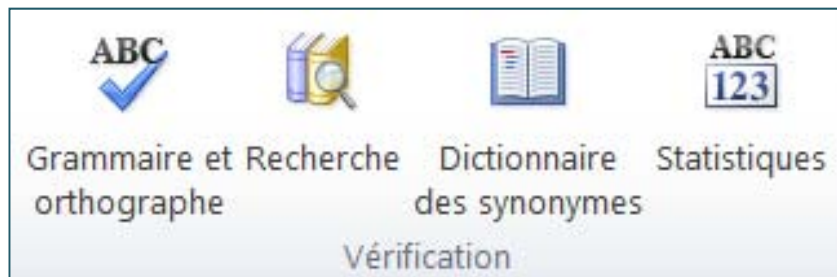 ABC ABC
123
Grammaire et Recherche Dictionnaire Statistiques
orthographe des synonymes
Vérification